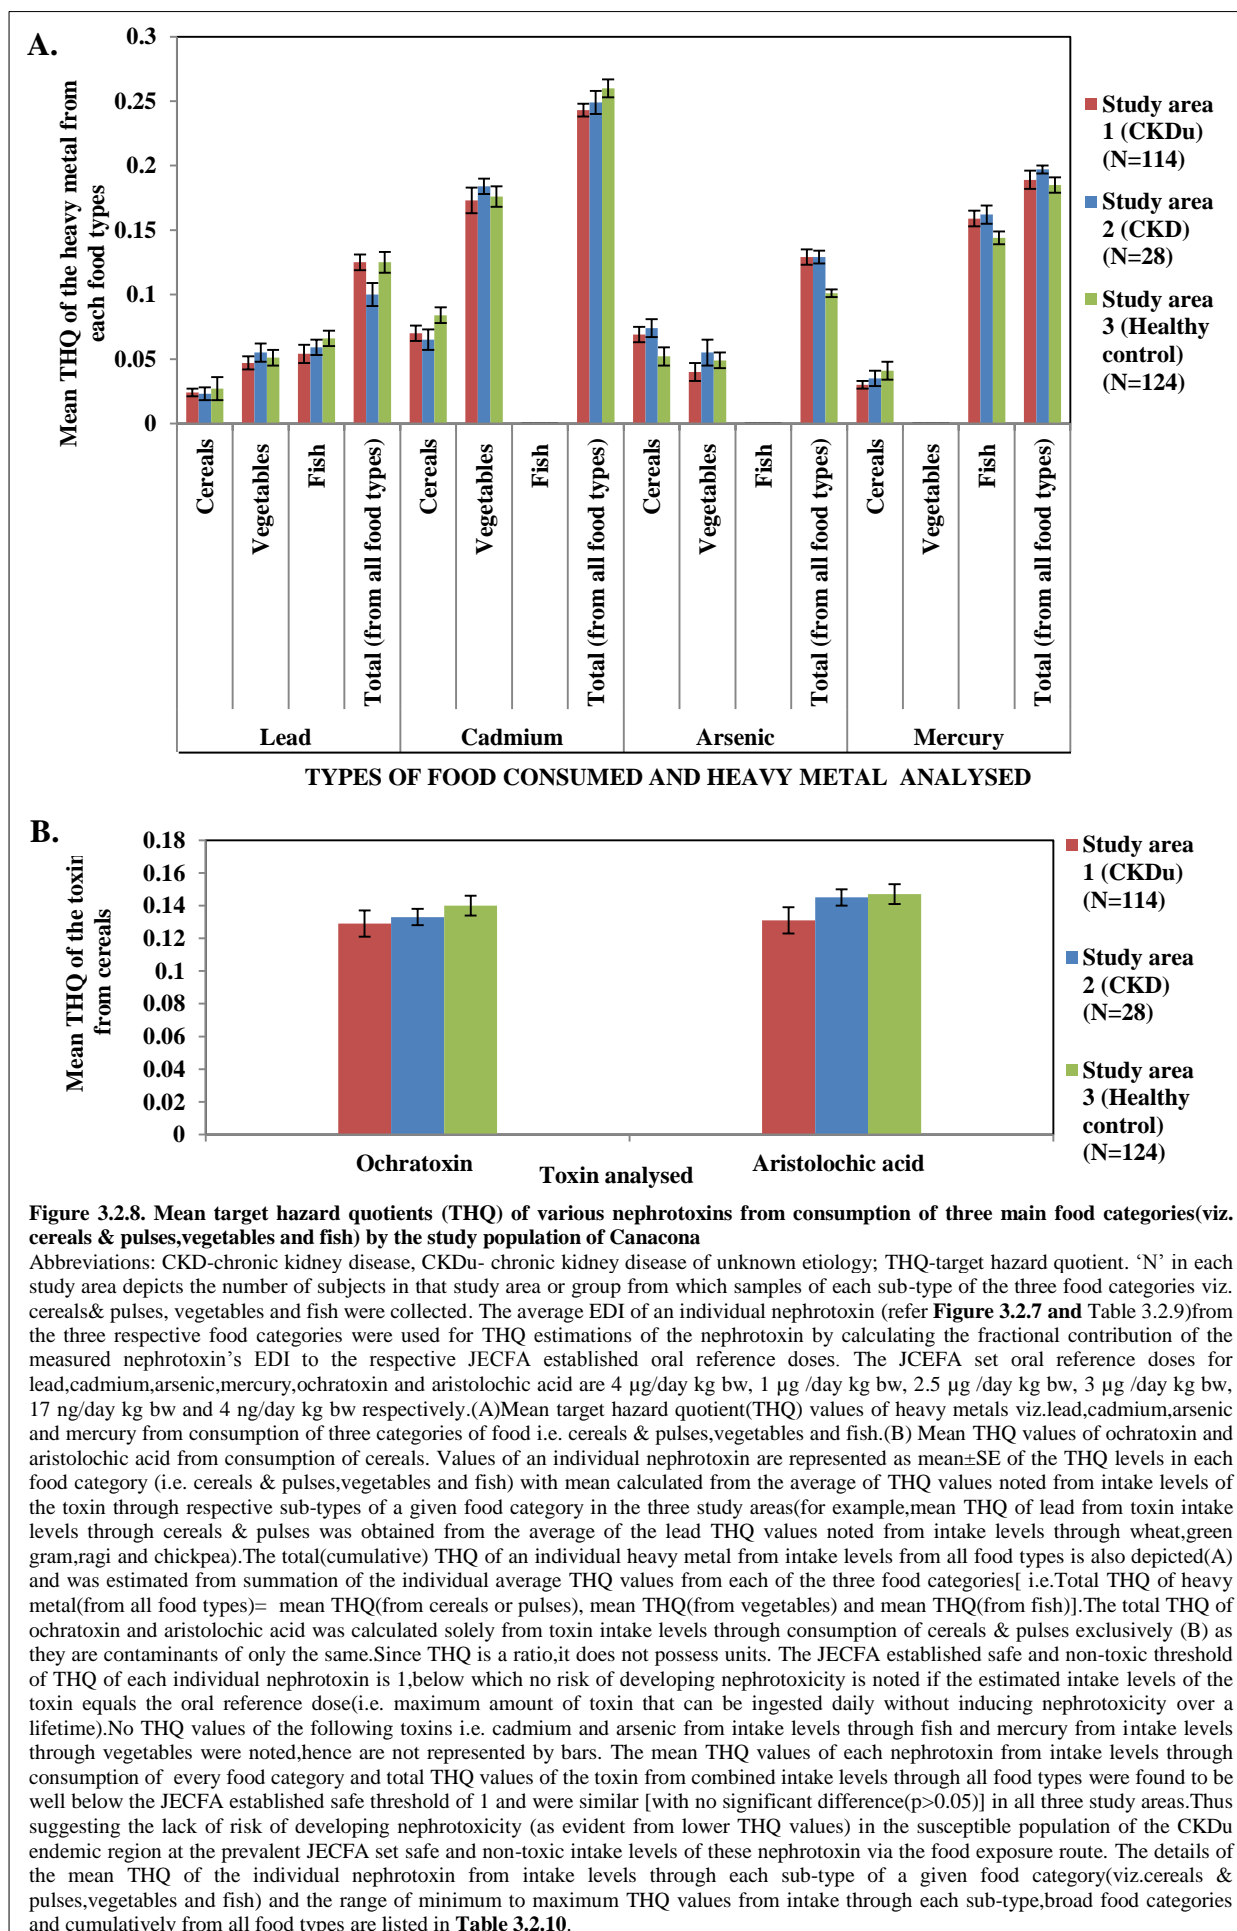 A.
Mean THQ of the heavy metal from
each food types
0.3
0.25
0.2
0.15
0.1
0.05
0
Study area
1 (CKDu)
(N=114)
Study area
2 (CKD)
(N=28)
Study area
3 (Healthy
control)
(N=124)
Cereals
Vegetables
Fish
Total (from all food types)
Cereals
Vegetables
Fish
Total (from all food types)
Cereals
Vegetables
Fish
Total (from all food types)
Cereals
Vegetables
Fish
Total (from all food types)
Lead
Cadmium
Arsenic
Mercury
TYPES OF FOOD CONSUMED AND HEAVY METAL ANALYSED
B.
Mean THQ of the toxin
from cereals
0.18
0.16
0.14
0.12
0.1
0.08
0.06
0.04
0.02
0
Study area
1 (CKDu)
(N=114)
Study area
2 (CKD)
(N=28)
Study area
3 (Healthy
control)
(N=124)
Ochratoxin
Aristolochic acid
Toxin analysed
Figure 3.2.8. Mean target hazard quotients (THQ) of various nephrotoxins from consumption of three main food categories(viz.
cereals & pulses,vegetables and fish) by the study population of Canacona
Abbreviations: CKD-chronic kidney disease, CKDu- chronic kidney disease of unknown etiology; THQ-target hazard quotient. ‘N’ in each
study area depicts the number of subjects in that study area or group from which samples of each sub-type of the three food categories viz.
cereals& pulses, vegetables and fish were collected. The average EDI of an individual nephrotoxin (refer Figure 3.2.7 and Table 3.2.9)from
the three respective food categories were used for THQ estimations of the nephrotoxin by calculating the fractional contribution of the
measured nephrotoxin’s EDI to the respective JECFA established oral reference doses. The JCEFA set oral reference doses for
lead,cadmium,arsenic,mercury,ochratoxin and aristolochic acid are 4 µg/day kg bw, 1 µg /day kg bw, 2.5 µg /day kg bw, 3 µg /day kg bw,
17 ng/day kg bw and 4 ng/day kg bw respectively.(A)Mean target hazard quotient(THQ) values of heavy metals viz.lead,cadmium,arsenic
and mercury from consumption of three categories of food i.e. cereals & pulses,vegetables and fish.(B) Mean THQ values of ochratoxin and
aristolochic acid from consumption of cereals. Values of an individual nephrotoxin are represented as mean±SE of the THQ levels in each
food category (i.e. cereals & pulses,vegetables and fish) with mean calculated from the average of THQ values noted from intake levels of
the toxin through respective sub-types of a given food category in the three study areas(for example,mean THQ of lead from toxin intake
levels through cereals & pulses was obtained from the average of the lead THQ values noted from intake levels through wheat,green
gram,ragi and chickpea).The total(cumulative) THQ of an individual heavy metal from intake levels from all food types is also depicted(A)
and was estimated from summation of the individual average THQ values from each of the three food categories[ i.e.Total THQ of heavy
metal(from all food types)= mean THQ(from cereals or pulses), mean THQ(from vegetables) and mean THQ(from fish)].The total THQ of
ochratoxin and aristolochic acid was calculated solely from toxin intake levels through consumption of cereals & pulses exclusively (B) as
they are contaminants of only the same.Since THQ is a ratio,it does not possess units. The JECFA established safe and non-toxic threshold
of THQ of each individual nephrotoxin is 1,below which no risk of developing nephrotoxicity is noted if the estimated intake levels of the
toxin equals the oral reference dose(i.e. maximum amount of toxin that can be ingested daily without inducing nephrotoxicity over a
lifetime).No THQ values of the following toxins i.e. cadmium and arsenic from intake levels through fish and mercury from intake levels
through vegetables were noted,hence are not represented by bars. The mean THQ values of each nephrotoxin from intake levels through
consumption of every food category and total THQ values of the toxin from combined intake levels through all food types were found to be
well below the JECFA established safe threshold of 1 and were similar [with no significant difference(p>0.05)] in all three study areas.Thus
suggesting the lack of risk of developing nephrotoxicity (as evident from lower THQ values) in the susceptible population of the CKDu
endemic region at the prevalent JECFA set safe and non-toxic intake levels of these nephrotoxin via the food exposure route. The details of
the mean THQ of the individual nephrotoxin from intake levels through each sub-type of a given food category(viz.cereals &
pulses,vegetables and fish) and the range of minimum to maximum THQ values from intake through each sub-type,broad food categories
and cumulatively from all food types are listed in Table 3.2.10.